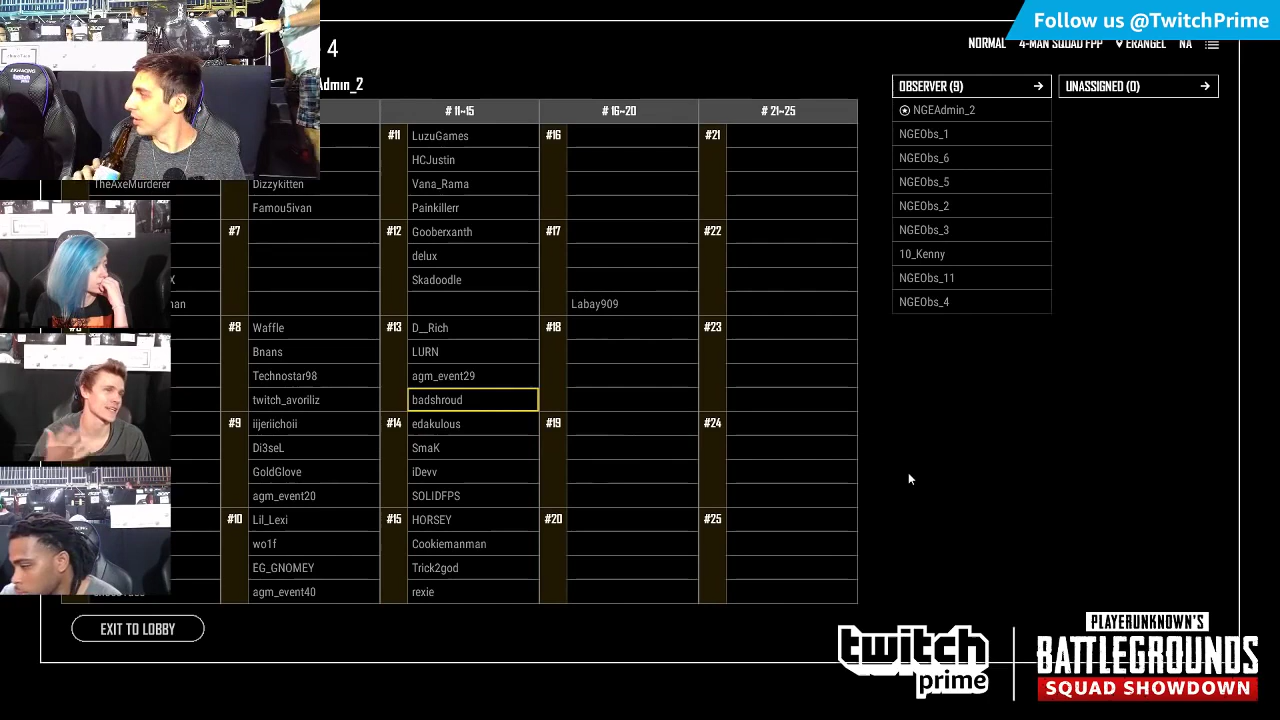 Follow us @TwitchPrime
4
NORMAL 4-MAN SQUAD FPP ERANGEL NA
Admin_2
OBSERVER (9)
UNASSIGNED (0)
# 11~15 # 16~20 # 21~25
NGEAdmin_2
NGEObs_1
NGEObs_6
NGEObs_5
NGEObs_2
NGEObs_3
10_Kenny
NGEObs_11
NGEObs_4
TheAxeMurderer
Dizzykitten
Famou5ivan
#7
#8 Waffle
Bnans
Technostar98
twitch_avoriliz
#9 iijeriichoii
Di3seL
GoldGlove
agm_event20
#10 Lil_Lexi
wo1f
EG_GNOMEY
agm_event40
#11 LuzuGames
HCJustin
Vana_Rama
Painkillerr
#12 Gooberxanth
delux
Skadoodle
#13 D__Rich
LURN
agm_event29
badshroud
#14 edakulous
SmaK
iDevv
SOLIDFPS
#15 HORSEY
Cookiemanman
Trick2god
rexie
#16
#17
Labay909
#18
#19
#20
#21
#22
#23
#24
#25
EXIT TO LOBBY
twitch
prime
PLAYERUNKNOWN'S
BATTLEGROUNDS
SQUAD SHOWDOWN